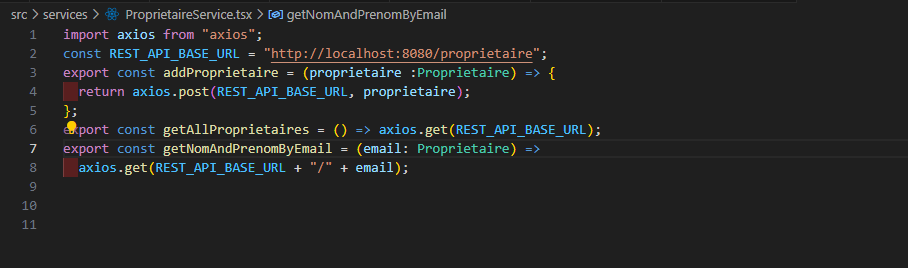 src > services > ProprietaireService.tsx > getNomAndPrenomByEmail
1 import axios from "axios";
2 const REST_API_BASE_URL = "http://localhost:8080/proprietaire";
3 export const addProprietaire = (proprietaire :Proprietaire) => {
4 return axios.post(REST_API_BASE_URL, proprietaire);
5 };
6 export const getAllProprietaires = () => axios.get(REST_API_BASE_URL);
7 export const getNomAndPrenomByEmail = (email: Proprietaire) =>
8 axios.get(REST_API_BASE_URL + "/" + email);
9
10
11